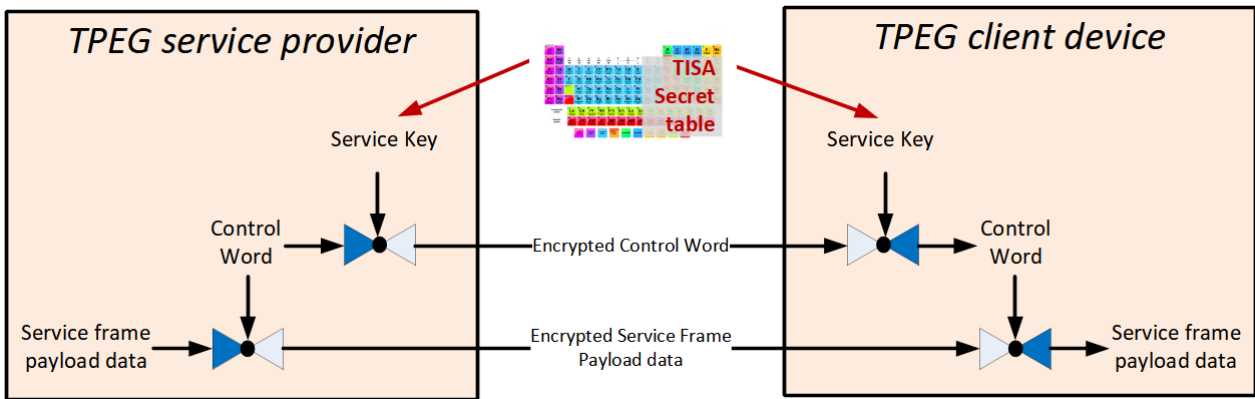 TPEG service provider
TPEG client device
TISA
Secret
table
Service Key
Service Key
Control
Word
Encrypted Control Word
Control
Word
Service frame
payload data
Encrypted Service Frame
Payload data
Service frame
payload data